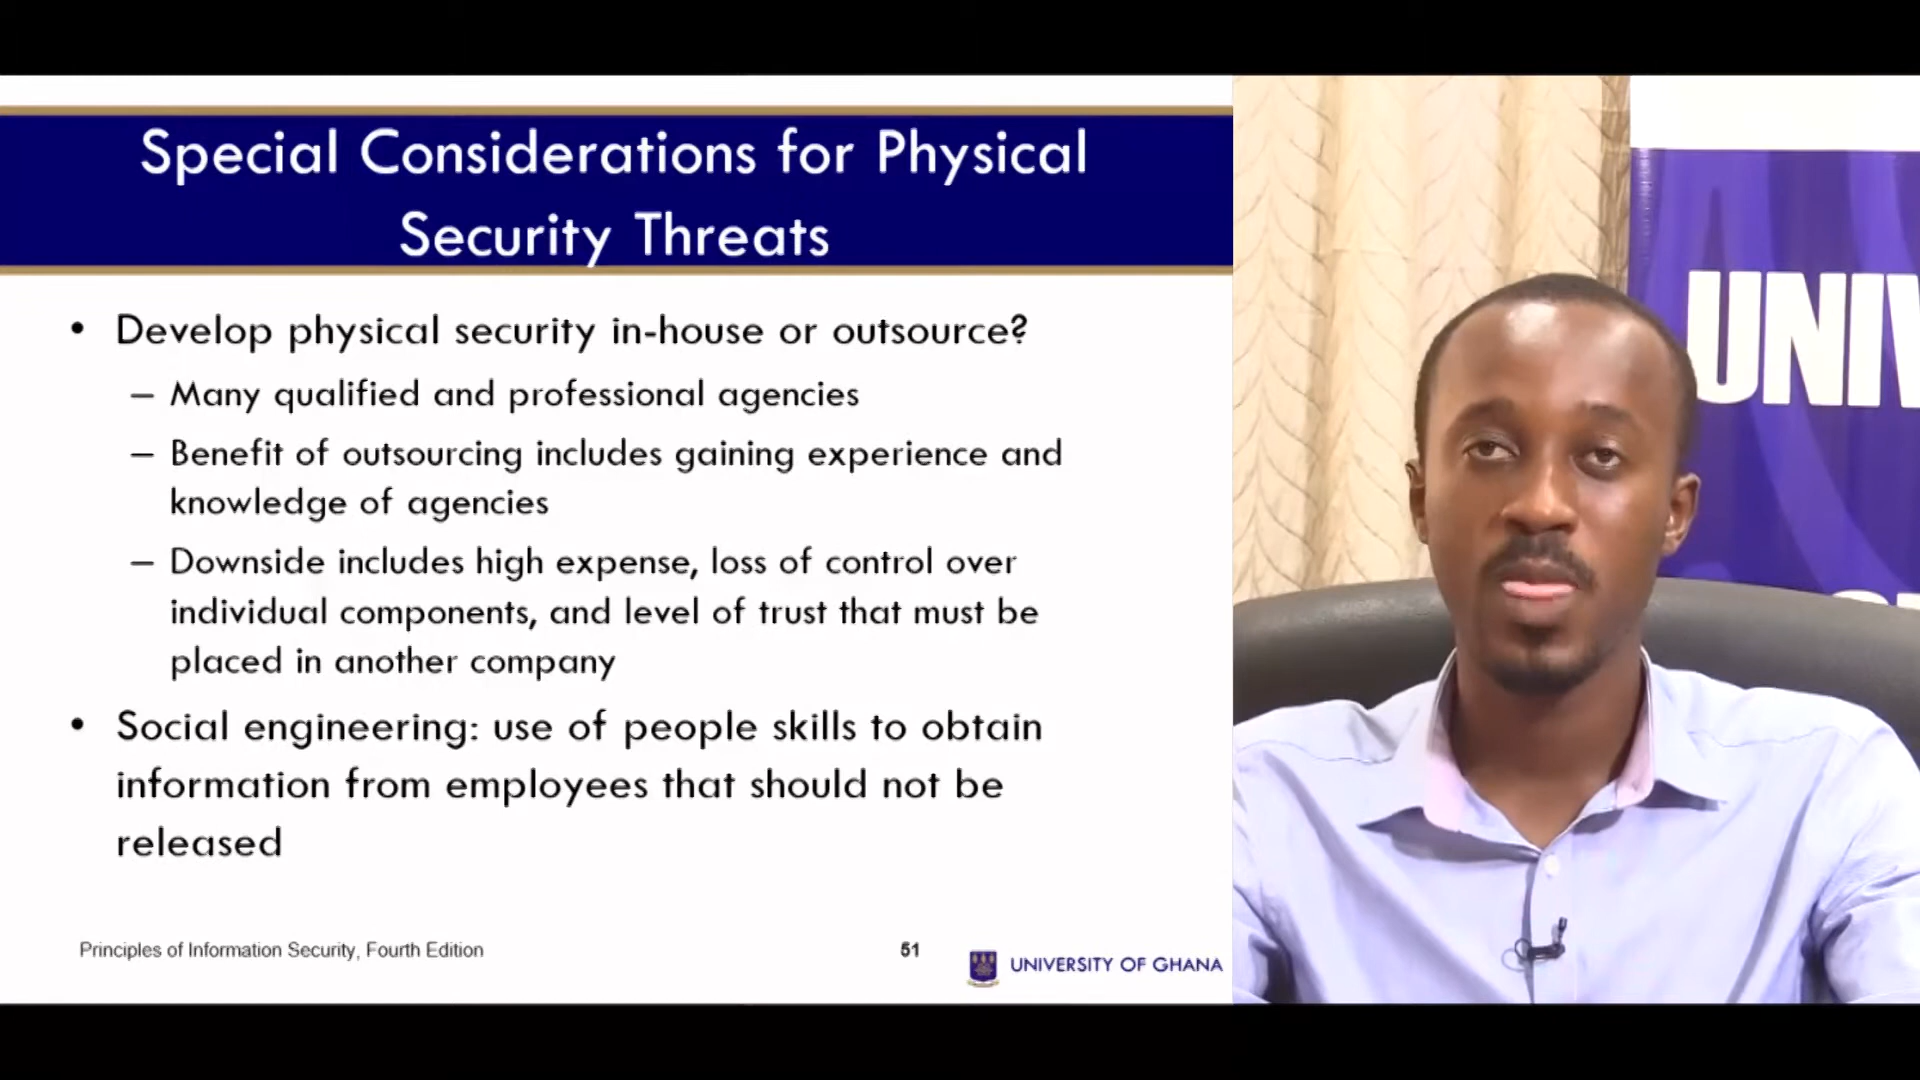 Special Considerations for Physical
Security Threats
• Develop physical security in-house or outsource?
– Many qualified and professional agencies
– Benefit of outsourcing includes gaining experience and
knowledge of agencies
– Downside includes high expense, loss of control over
individual components, and level of trust that must be
placed in another company
• Social engineering: use of people skills to obtain
information from employees that should not be
released
Principles of Information Security, Fourth Edition
51
UNIVERSITY OF GHANA
UNIV